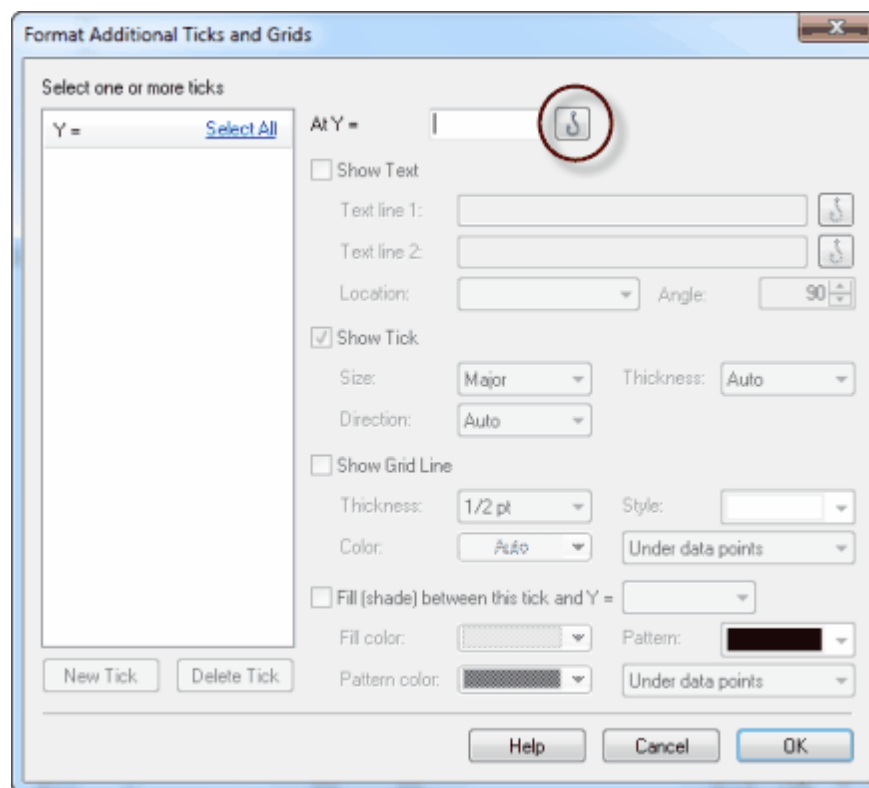 Format Additional Ticks and Grids
Select one or more ticks
Y = Select All
At Y =
Show Text
Text line 1:
Text line 2:
Location: Angle: 90
Show Tick
Size: Major Thickness: Auto
Direction: Auto
Show Grid Line
Thickness: 1/2 pt Style:
Color: Auto Under data points
Fill (shade) between this tick and Y =
Fill color: Pattern:
New Tick Delete Tick Pattern color: Under data points
Help Cancel OK